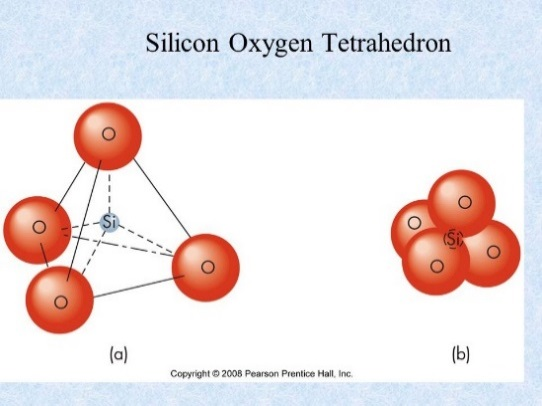 Silicon Oxygen Tetrahedron
O
O
Si
O
O
O
O
(Si)
O
O
(a)
(b)
Copyright © 2008 Pearson Prentice Hall, Inc.